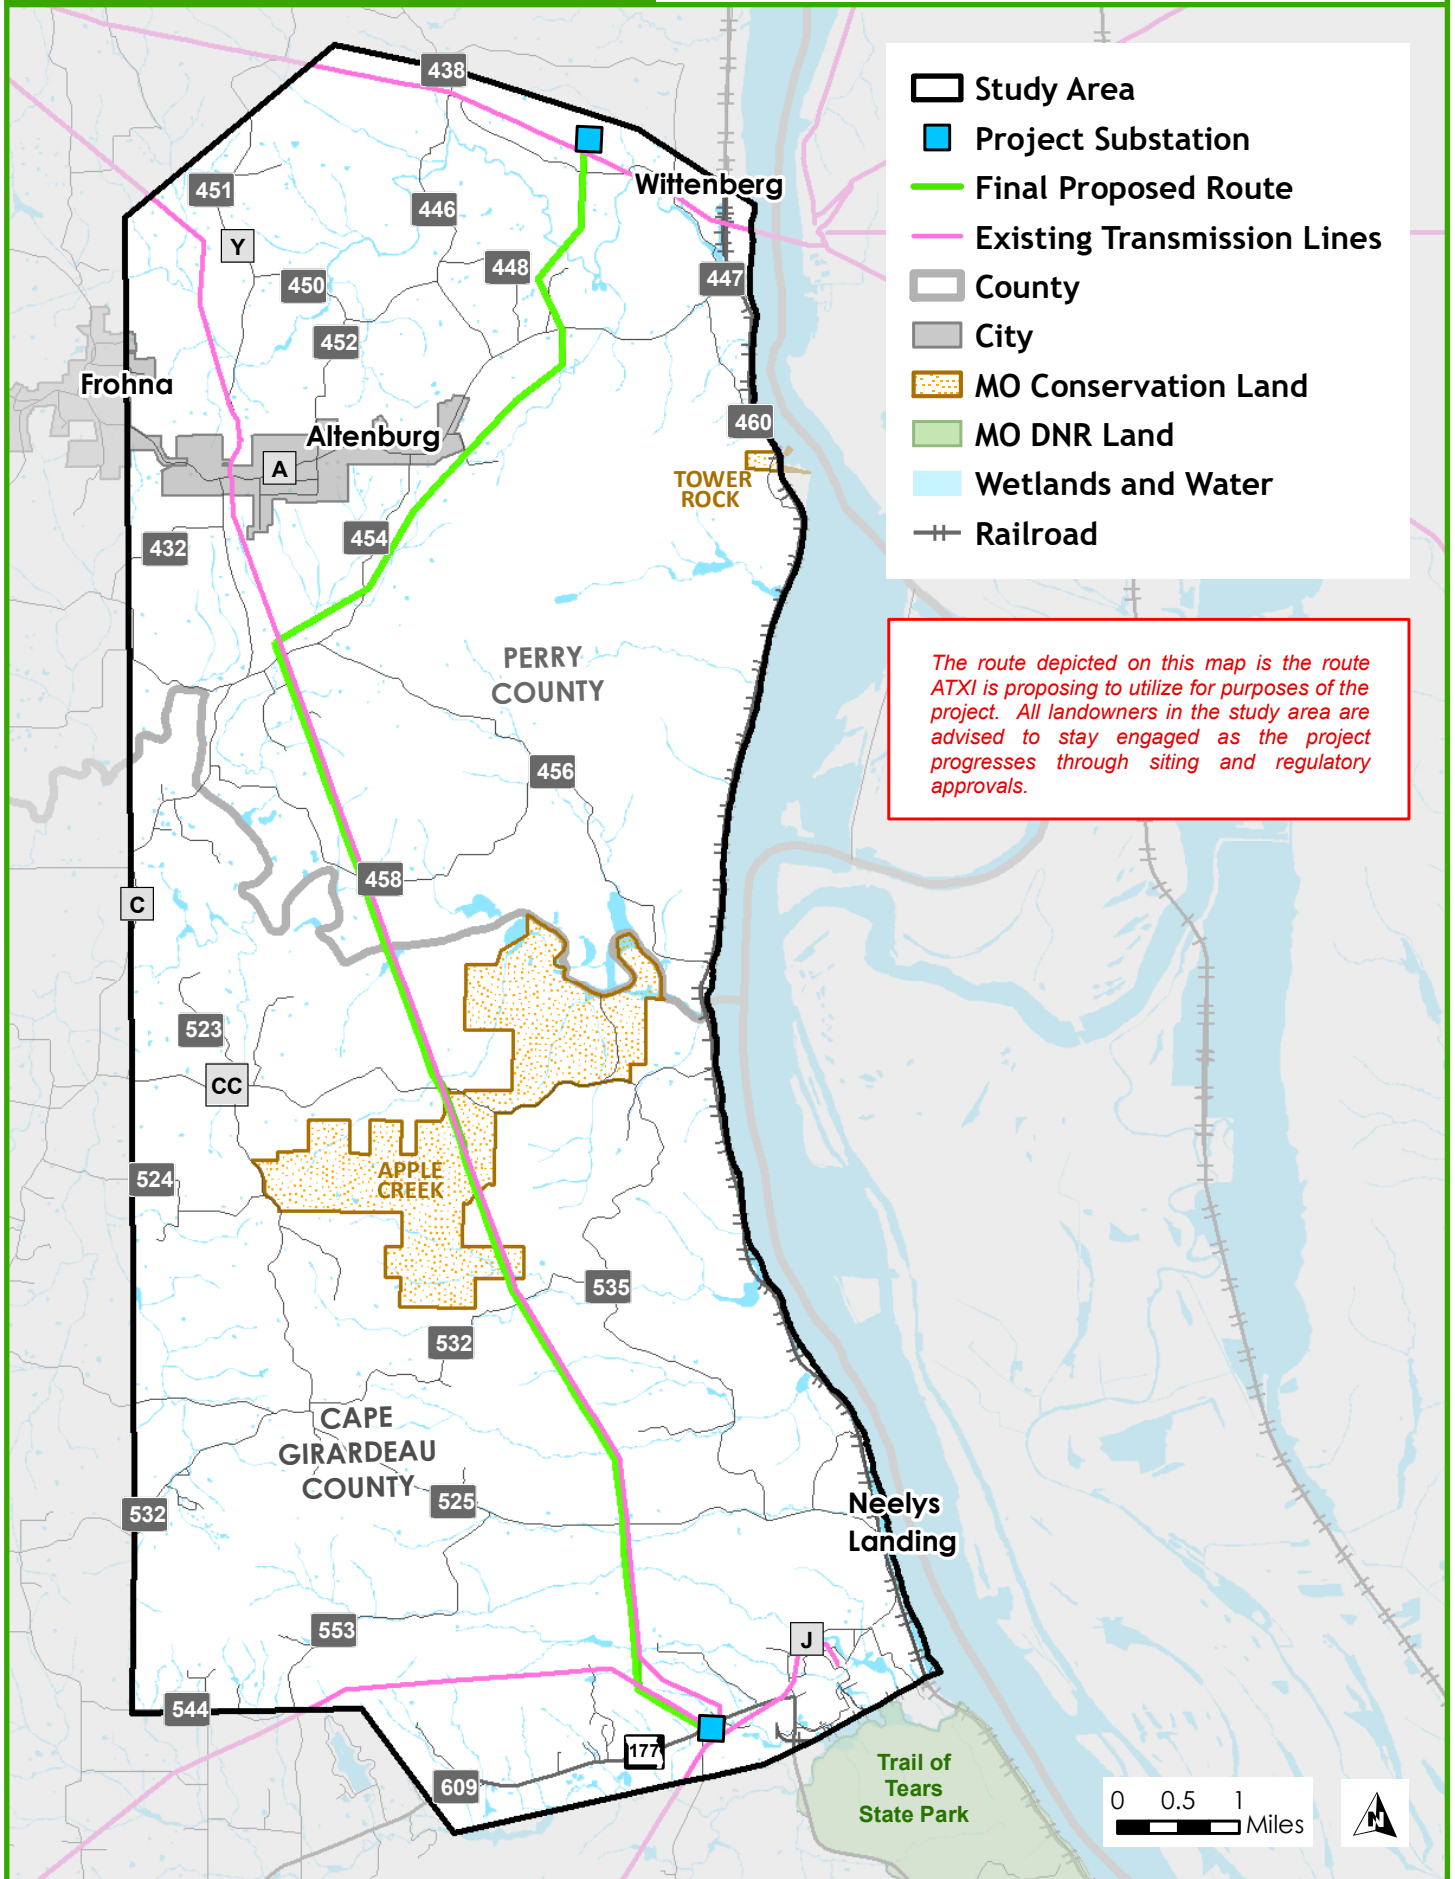 438
Study Area
Project Substation
Final Proposed Route
Existing Transmission Lines
County
City
MO Conservation Land
MO DNR Land
Wetlands and Water
Railroad
Wittenberg
451
446
Y
448
447
450
452
Frohna
460
Altenburg
A
TOWER
ROCK
432
454
The route depicted on this map is the route
ATXI is proposing to utilize for purposes of the
project. All landowners in the study area are
advised to stay engaged as the project
progresses through siting and regulatory
approvals.
PERRY
COUNTY
456
458
C
523
CC
524
APPLE
CREEK
535
532
CAPE
GIRARDEAU
COUNTY
525
532
Neelys
Landing
553
J
544
177
609
Trail of
Tears
State Park
0 0.5 1
Miles
N